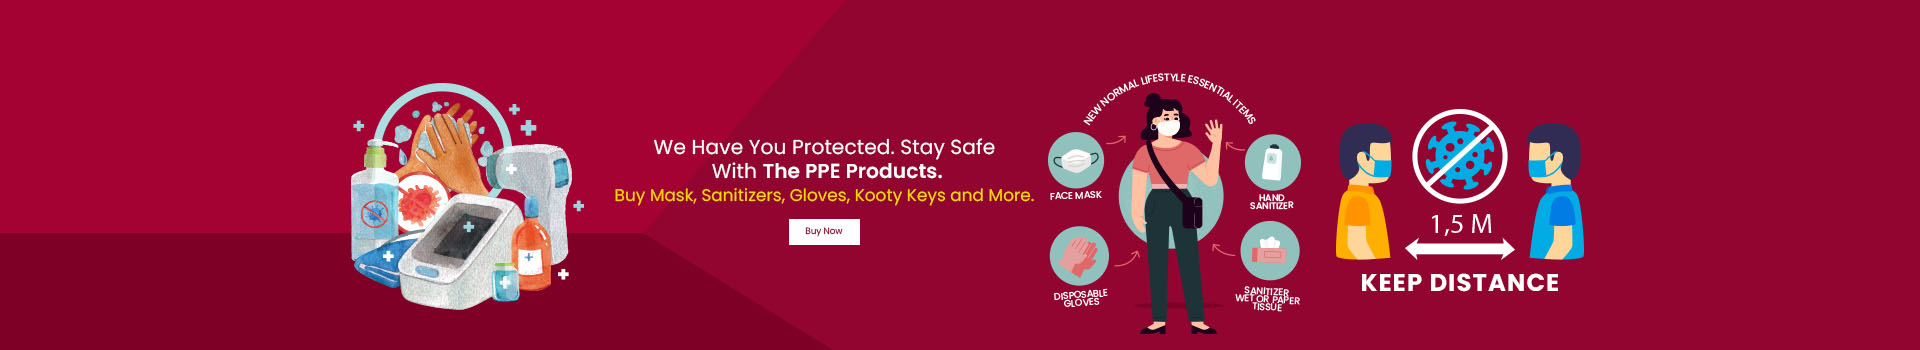 We Have You Protected. Stay Safe
With The PPE Products.
Buy Mask, Sanitizers, Gloves, Kooty Keys and More.
Buy Now
NEW NORMAL LIFESTYLE ESSENTIAL ITEMS
FACE MASK
HAND
SANITIZER
DISPOSABLE
GLOVES
SANITIZER
WET OR PAPER
TISSUE
1,5 M
KEEP DISTANCE